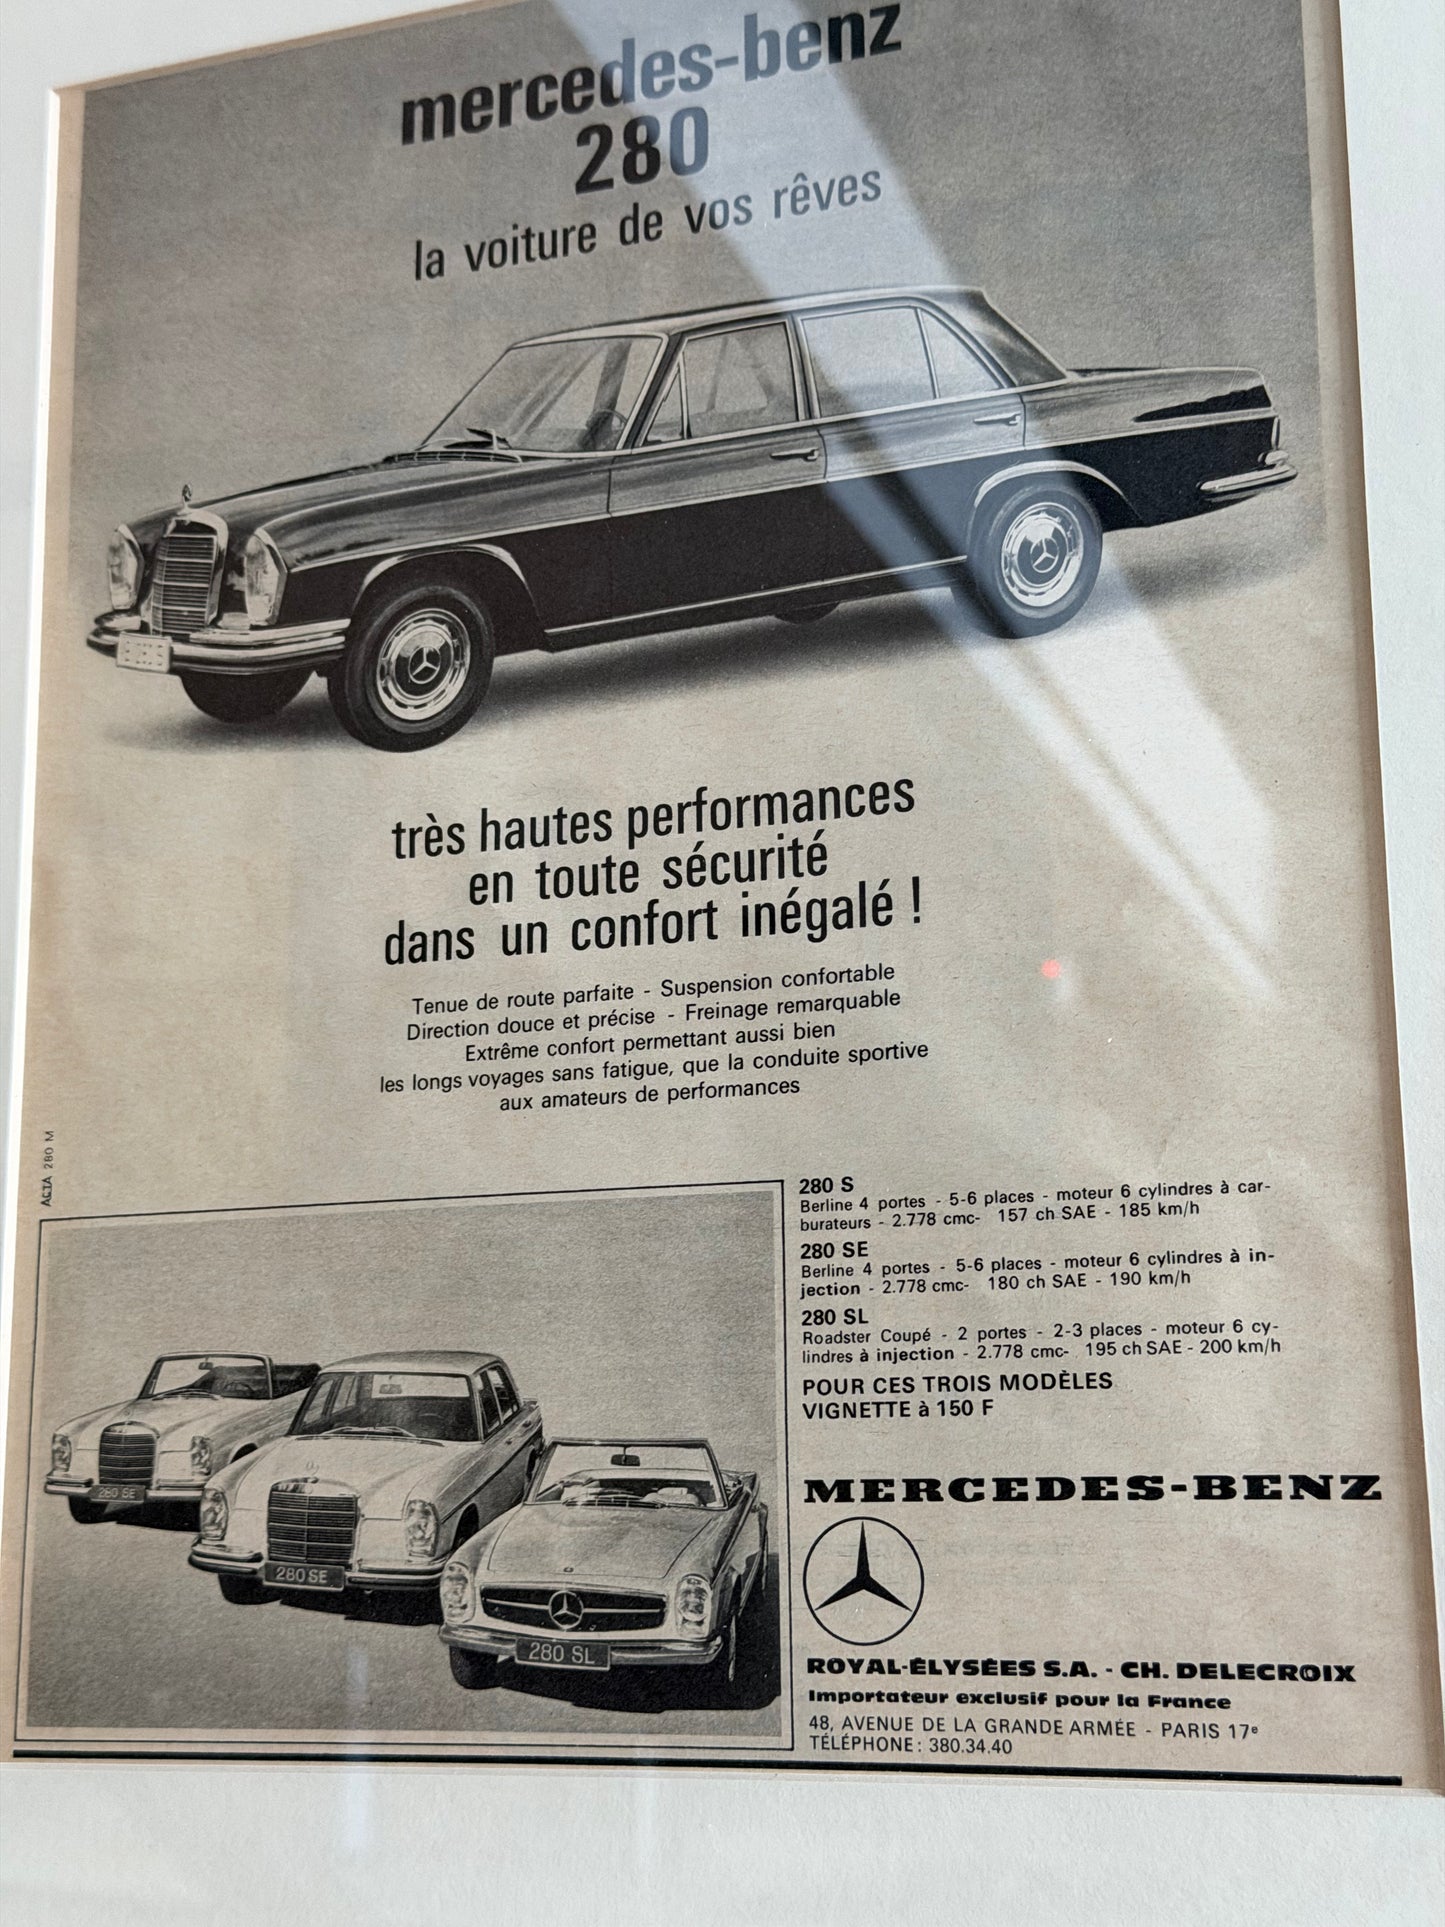 mercedes-benz
280
la voiture de vos rêves
très hautes performances
en toute sécurité
dans un confort inégalé !
Tenue de route parfaite - Suspension confortable
Direction douce et précise - Freinage remarquable
Extrême confort permettant aussi bien
les longs voyages sans fatigue, que la conduite sportive
aux amateurs de performances
ACTA 280 M
280 SE
280 SE
280 SL
280 S
Berline 4 portes - 5-6 places - moteur 6 cylindres à car-
burateurs - 2.778 cmc- 157 ch SAE - 185 km/h
280 SE
Berline 4 portes - 5-6 places - moteur 6 cylindres à in-
jection - 2.778 cmc- 180 ch SAE - 190 km/h
280 SL
Roadster Coupé - 2 portes - 2-3 places - moteur 6 cy-
lindres à injection - 2.778 cmc- 195 ch SAE - 200 km/h
POUR CES TROIS MODÈLES
VIGNETTE à 150 F
MERCEDES-BENZ
ROYAL-ÉLYSÉES S.A. - CH. DELECROIX
Importateur exclusif pour la France
48, AVENUE DE LA GRANDE ARMÉE - PARIS 17e
TÉLÉPHONE : 380.34.40